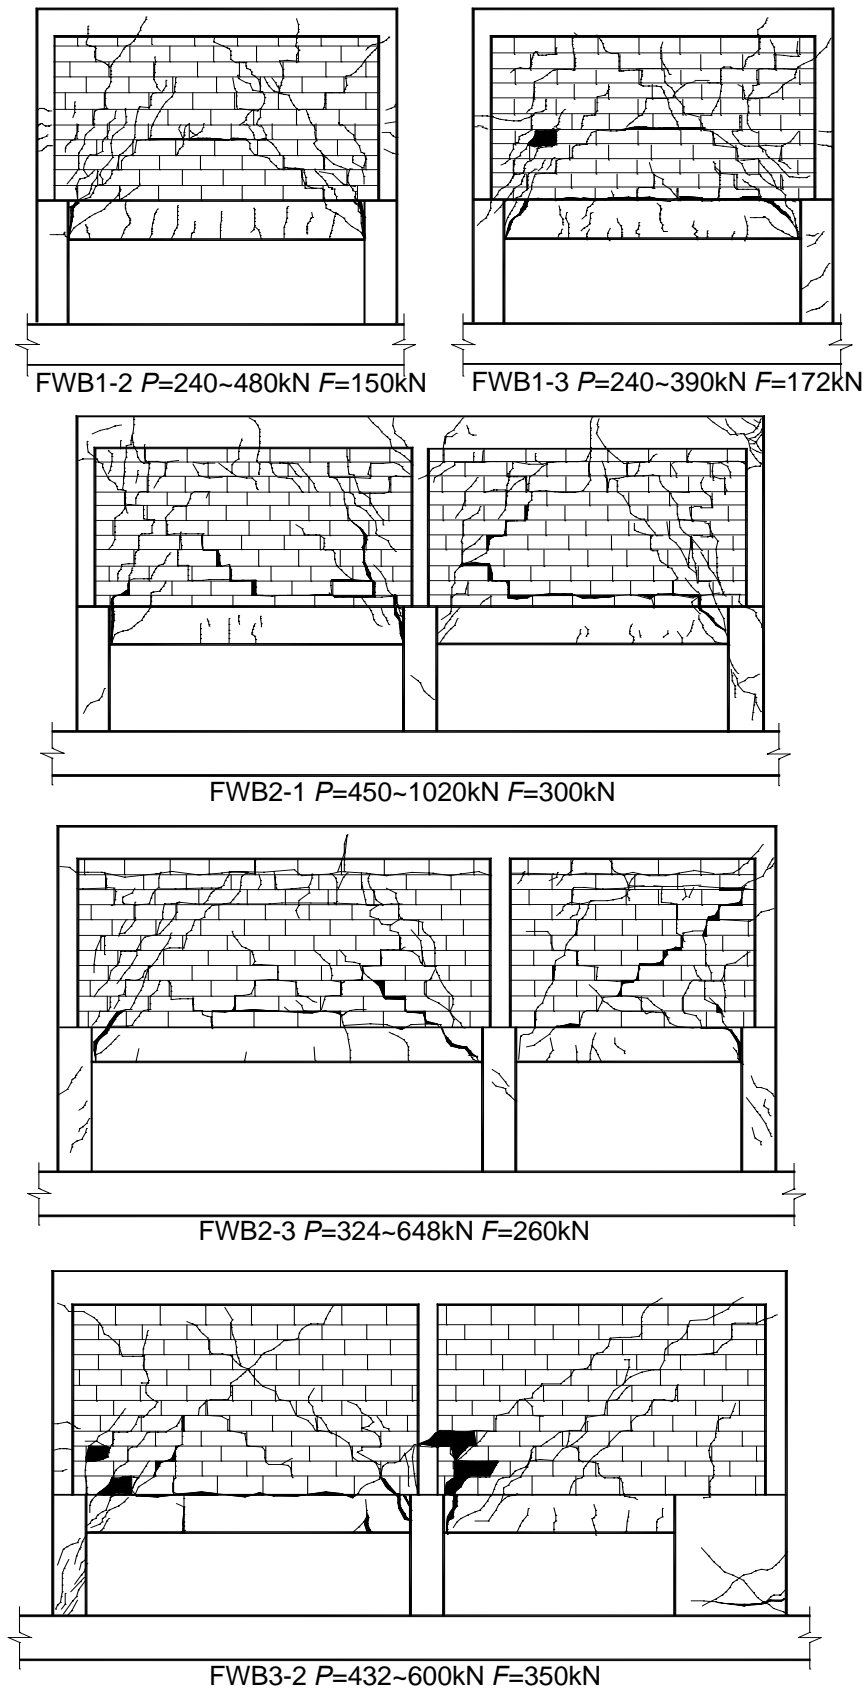 FWB1-2 P=240~480kN F=150kN
FWB1-3 P=240~390kN F=172kN
FWB2-1 P=450~1020kN F=300kN
FWB2-3 P=324~648kN F=260kN
FWB3-2 P=432~600kN F=350kN